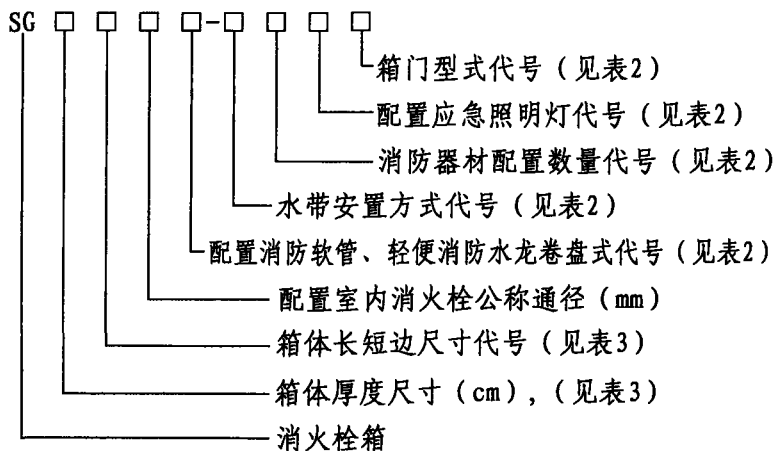 SG □ □ □ □-□ □ □ □
箱门型式代号（见表2）
配置应急照明灯代号（见表2）
消防器材配置数量代号（见表2）
水带安置方式代号（见表2）
配置消防软管、轻便消防水龙卷盘式代号（见表2）
配置室内消火栓公称通径（mm）
箱体长短边尺寸代号（见表3）
箱体厚度尺寸（cm），（见表3）
消火栓箱